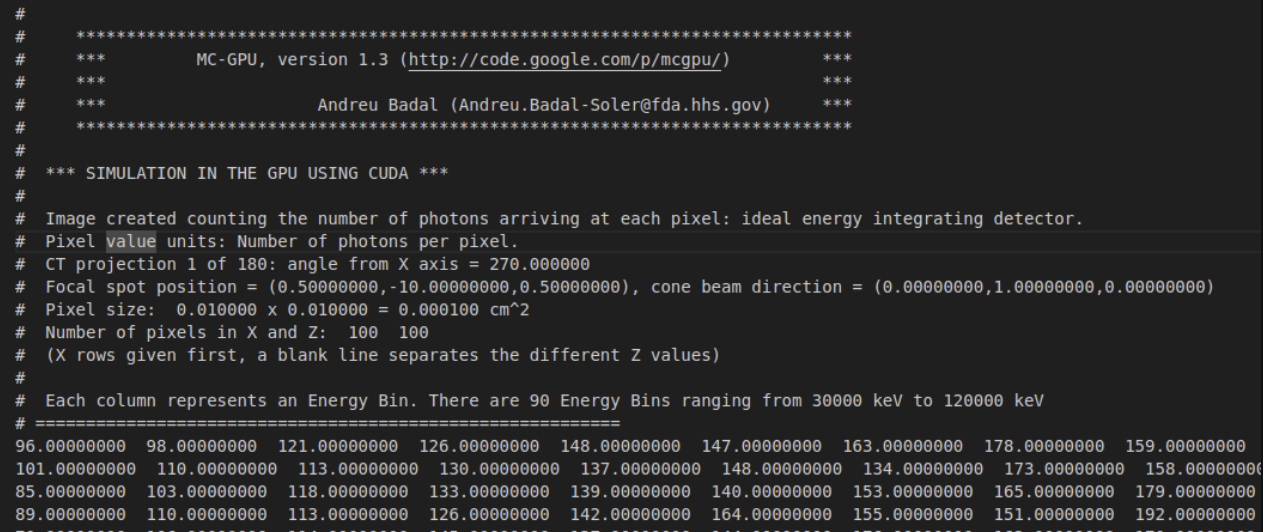 #
# *****************************************************************************
# *** MC-GPU, version 1.3 (http://code.google.com/p/mcgpu/) ***
# *** ***
# *** Andreu Badal (Andreu.Badal-Soler@fda.hhs.gov) ***
# *****************************************************************************
#
# *** SIMULATION IN THE GPU USING CUDA ***
#
# Image created counting the number of photons arriving at each pixel: ideal energy integrating detector.
# Pixel value units: Number of photons per pixel.
# CT projection 1 of 180: angle from X axis = 270.000000
# Focal spot position = (0.50000000,-10.00000000,0.50000000), cone beam direction = (0.00000000,1.00000000,0.00000000)
# Pixel size: 0.010000 x 0.010000 = 0.000100 cm^2
# Number of pixels in X and Z: 100 100
# (X rows given first, a blank line separates the different Z values)
#
# Each column represents an Energy Bin. There are 90 Energy Bins ranging from 30000 keV to 120000 keV
# ==========================================================
96.00000000 98.00000000 121.00000000 126.00000000 148.00000000 147.00000000 163.00000000 178.00000000 159.00000000
101.00000000 110.00000000 113.00000000 130.00000000 137.00000000 148.00000000 134.00000000 173.00000000 158.0000000
85.00000000 103.00000000 118.00000000 133.00000000 139.00000000 140.00000000 153.00000000 165.00000000 179.00000000
89.00000000 110.00000000 113.00000000 126.00000000 142.00000000 164.00000000 155.00000000 151.00000000 192.00000000